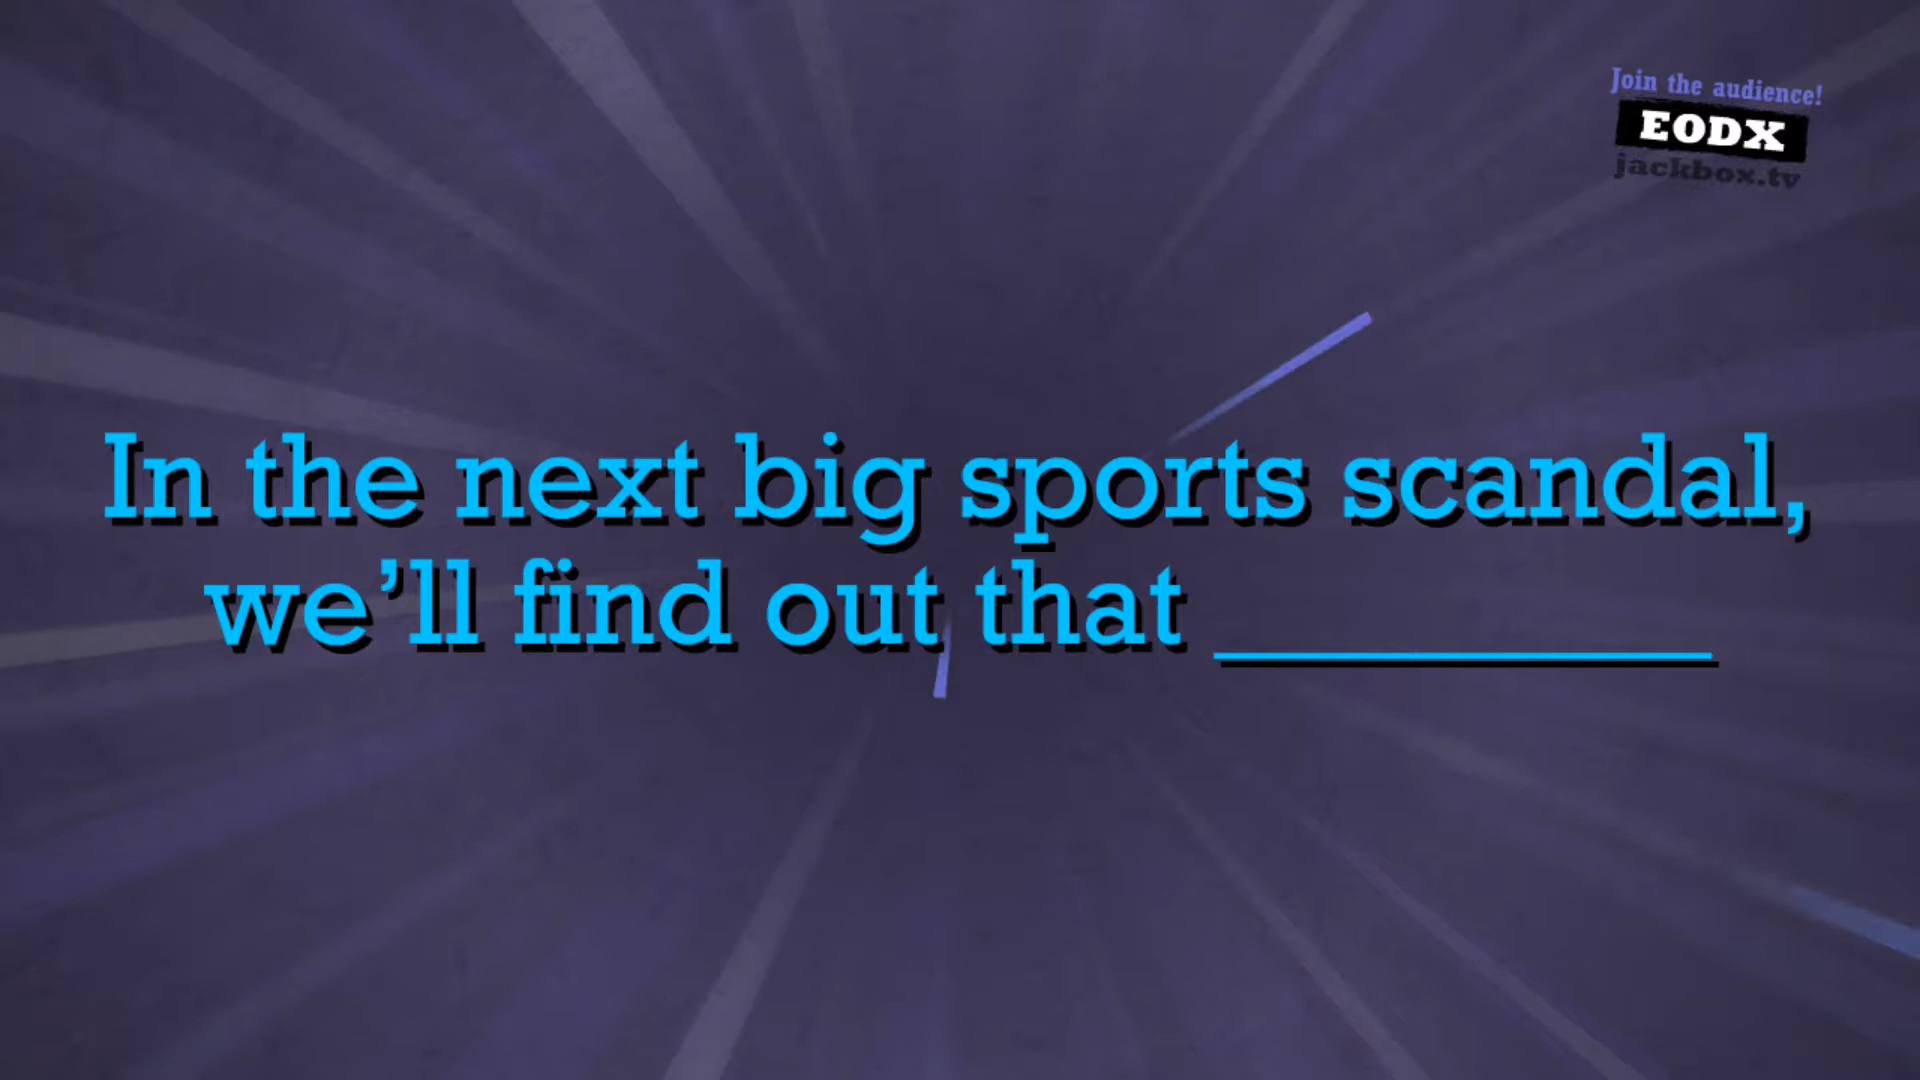 Join the audience!
EODX
jackbox.tv
In the next big sports scandal,
we’ll find out that ________